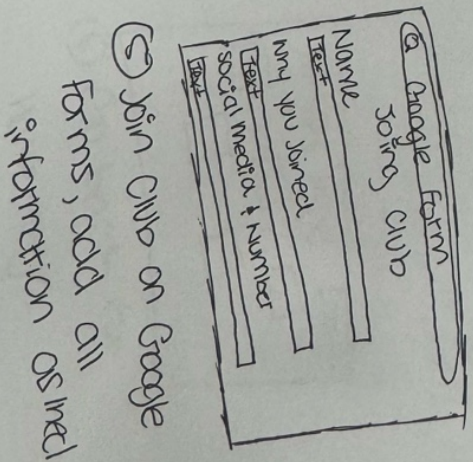 Google Form
Joing Club
Name
Text
Why you Joined
Text
Social media & Number
Text
⑤ Join Club on Google
forms, add all
information asked